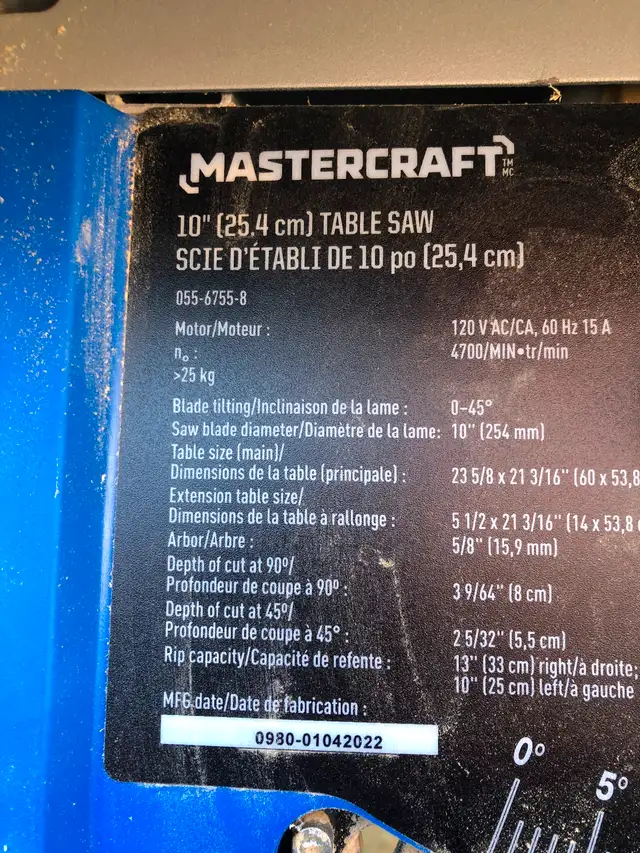 MASTERCRAFT TM MC
10" (25.4 cm) TABLE SAW
SCIE D'ÉTABLI DE 10 po (25,4 cm)
055-6755-8
Motor/Moteur : 120 V AC/CA, 60 Hz 15 A
n₀ : 4700/MIN•tr/min
>25 kg
Blade tilting/Inclinaison de la lame : 0–45°
Saw blade diameter/Diamètre de la lame: 10" (254 mm)
Table size (main)/
Dimensions de la table (principale) : 23 5/8 x 21 3/16" (60 x 53,8
Extension table size/
Dimensions de la table à rallonge : 5 1/2 x 21 3/16" (14 x 53,8
Arbor/Arbre : 5/8" (15,9 mm)
Depth of cut at 90º/
Profondeur de coupe à 90º : 3 9/64" (8 cm)
Depth of cut at 45º/
Profondeur de coupe à 45° : 2 5/32" (5,5 cm)
Rip capacity/Capacité de refente : 13" (33 cm) right/à droite;
10" (25 cm) left/à gauche
MFG.date/Date de fabrication :
0980-01042022
0°
5°